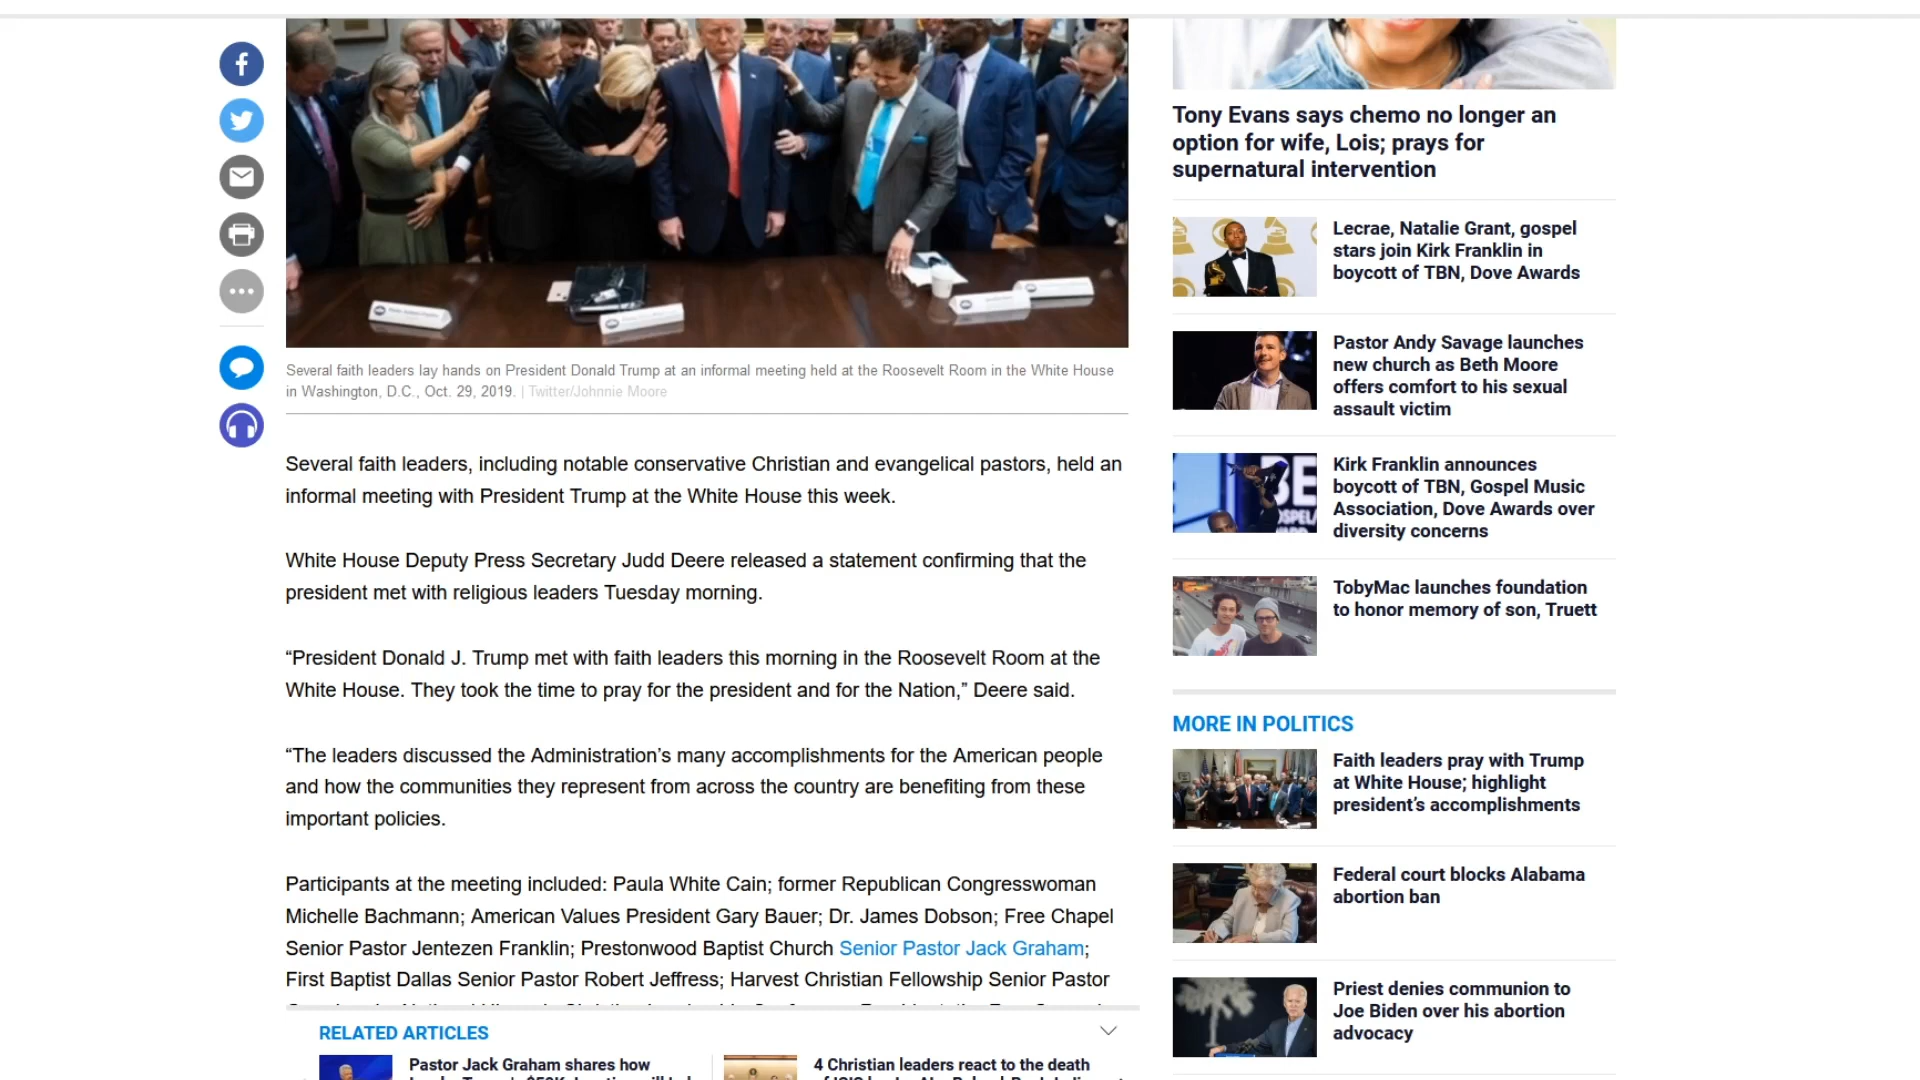 Several faith leaders lay hands on President Donald Trump at an informal meeting held at the Roosevelt Room in the White House
in Washington, D.C., Oct. 29, 2019. | Twitter/Johnnie Moore
Several faith leaders, including notable conservative Christian and evangelical pastors, held an
informal meeting with President Trump at the White House this week.
White House Deputy Press Secretary Judd Deere released a statement confirming that the
president met with religious leaders Tuesday morning.
“President Donald J. Trump met with faith leaders this morning in the Roosevelt Room at the
White House. They took the time to pray for the president and for the Nation,” Deere said.
“The leaders discussed the Administration’s many accomplishments for the American people
and how the communities they represent from across the country are benefiting from these
important policies.
Participants at the meeting included: Paula White Cain; former Republican Congresswoman
Michelle Bachmann; American Values President Gary Bauer; Dr. James Dobson; Free Chapel
Senior Pastor Jentezen Franklin; Prestonwood Baptist Church Senior Pastor Jack Graham;
First Baptist Dallas Senior Pastor Robert Jeffress; Harvest Christian Fellowship Senior Pastor
RELATED ARTICLES
Pastor Jack Graham shares how
4 Christian leaders react to the death
Tony Evans says chemo no longer an
option for wife, Lois; prays for
supernatural intervention
Lecrae, Natalie Grant, gospel
stars join Kirk Franklin in
boycott of TBN, Dove Awards
Pastor Andy Savage launches
new church as Beth Moore
offers comfort to his sexual
assault victim
Kirk Franklin announces
boycott of TBN, Gospel Music
Association, Dove Awards over
diversity concerns
TobyMac launches foundation
to honor memory of son, Truett
MORE IN POLITICS
Faith leaders pray with Trump
at White House; highlight
president’s accomplishments
Federal court blocks Alabama
abortion ban
Priest denies communion to
Joe Biden over his abortion
advocacy